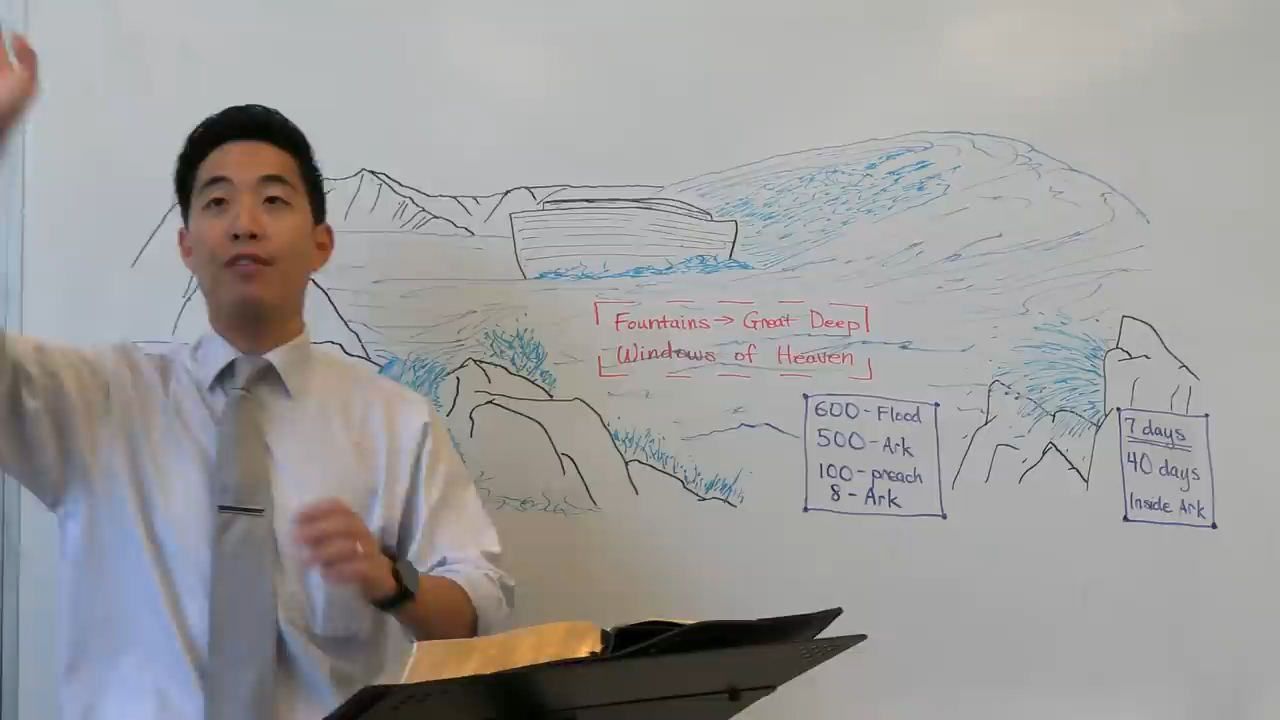 Fountains → Great Deep
Windows of Heaven
600 - Flood
500 - Ark
100 - preach
8 - Ark
7 days
40 days
Inside Ark